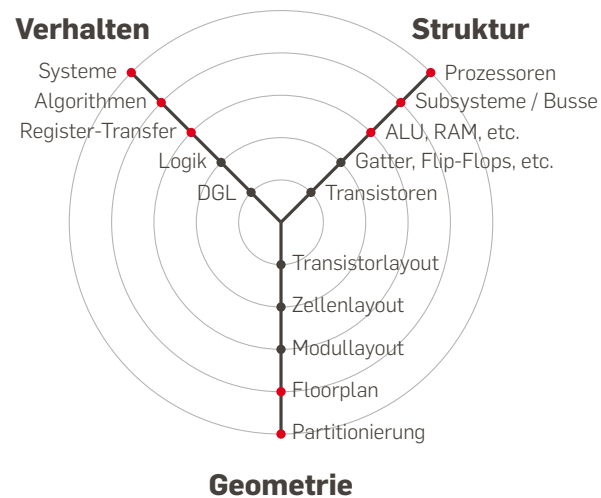 Verhalten
Struktur
Systeme
Prozessoren
Algorithmen
Subsysteme / Busse
Register-Transfer
ALU, RAM, etc.
Logik
Gatter, Flip-Flops, etc.
DGL
Transistoren
Transistorlayout
Zellenlayout
Modullayout
Floorplan
Partitionierung
Geometrie